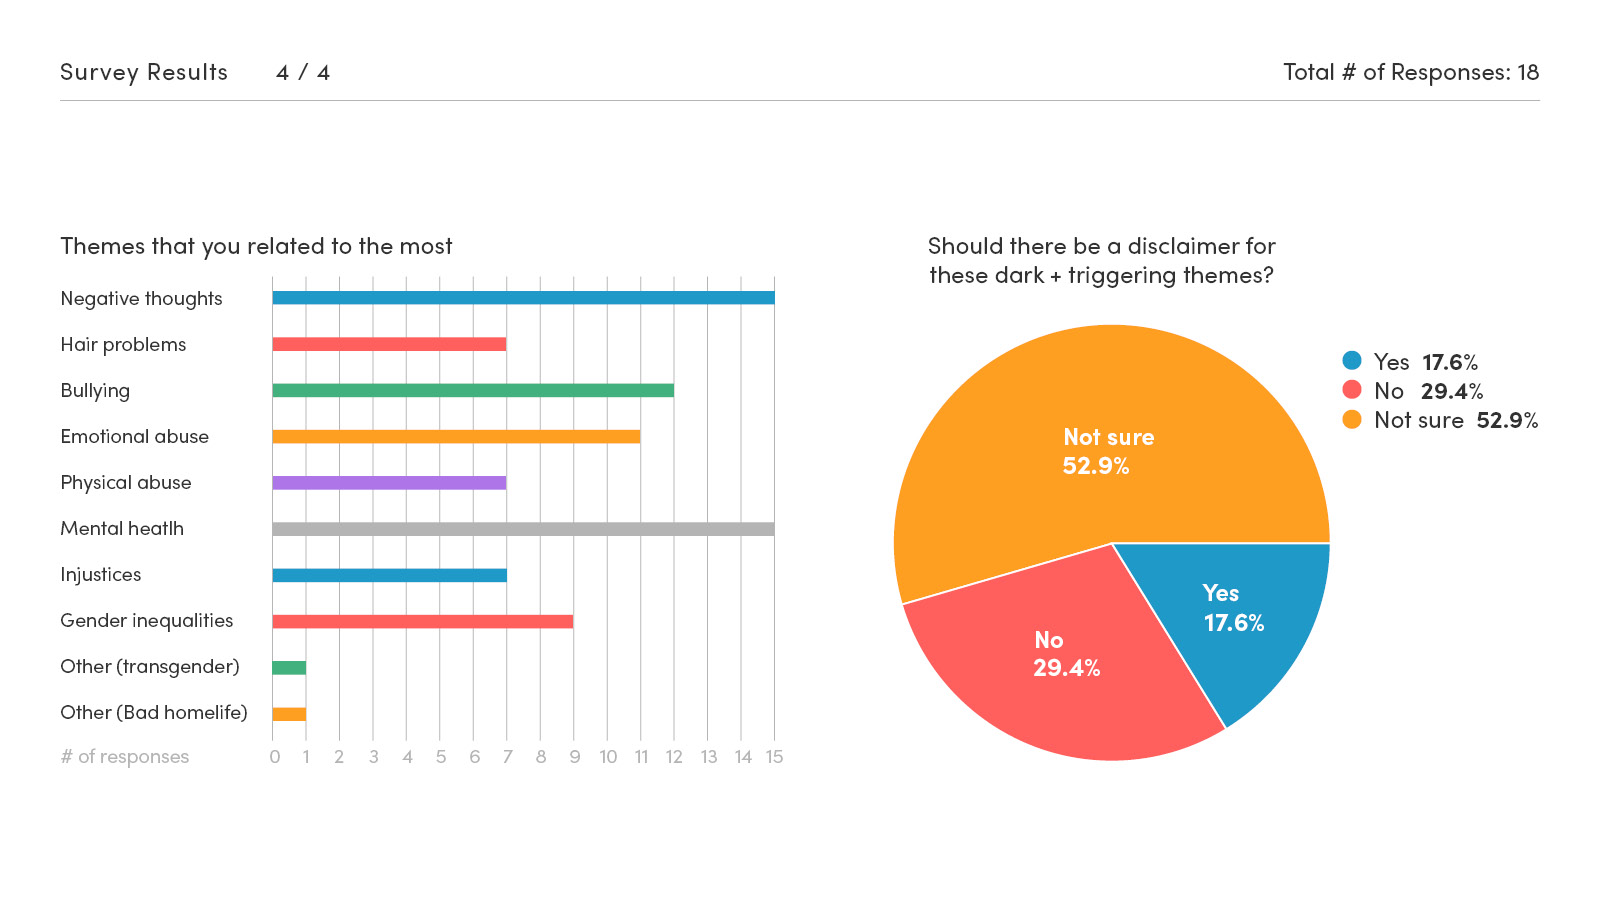 Survey Results 4 / 4
Total # of Responses: 18
Themes that you related to the most
Negative thoughts
Hair problems
Bullying
Emotional abuse
Physical abuse
Mental heatlh
Injustices
Gender inequalities
Other (transgender)
Other (Bad homelife)
# of responses 0 1 2 3 4 5 6 7 8 9 10 11 12 13 14 15
Should there be a disclaimer for
these dark + triggering themes?
Yes 17.6%
No 29.4%
Not sure 52.9%
Not sure
52.9%
Yes
17.6%
No
29.4%